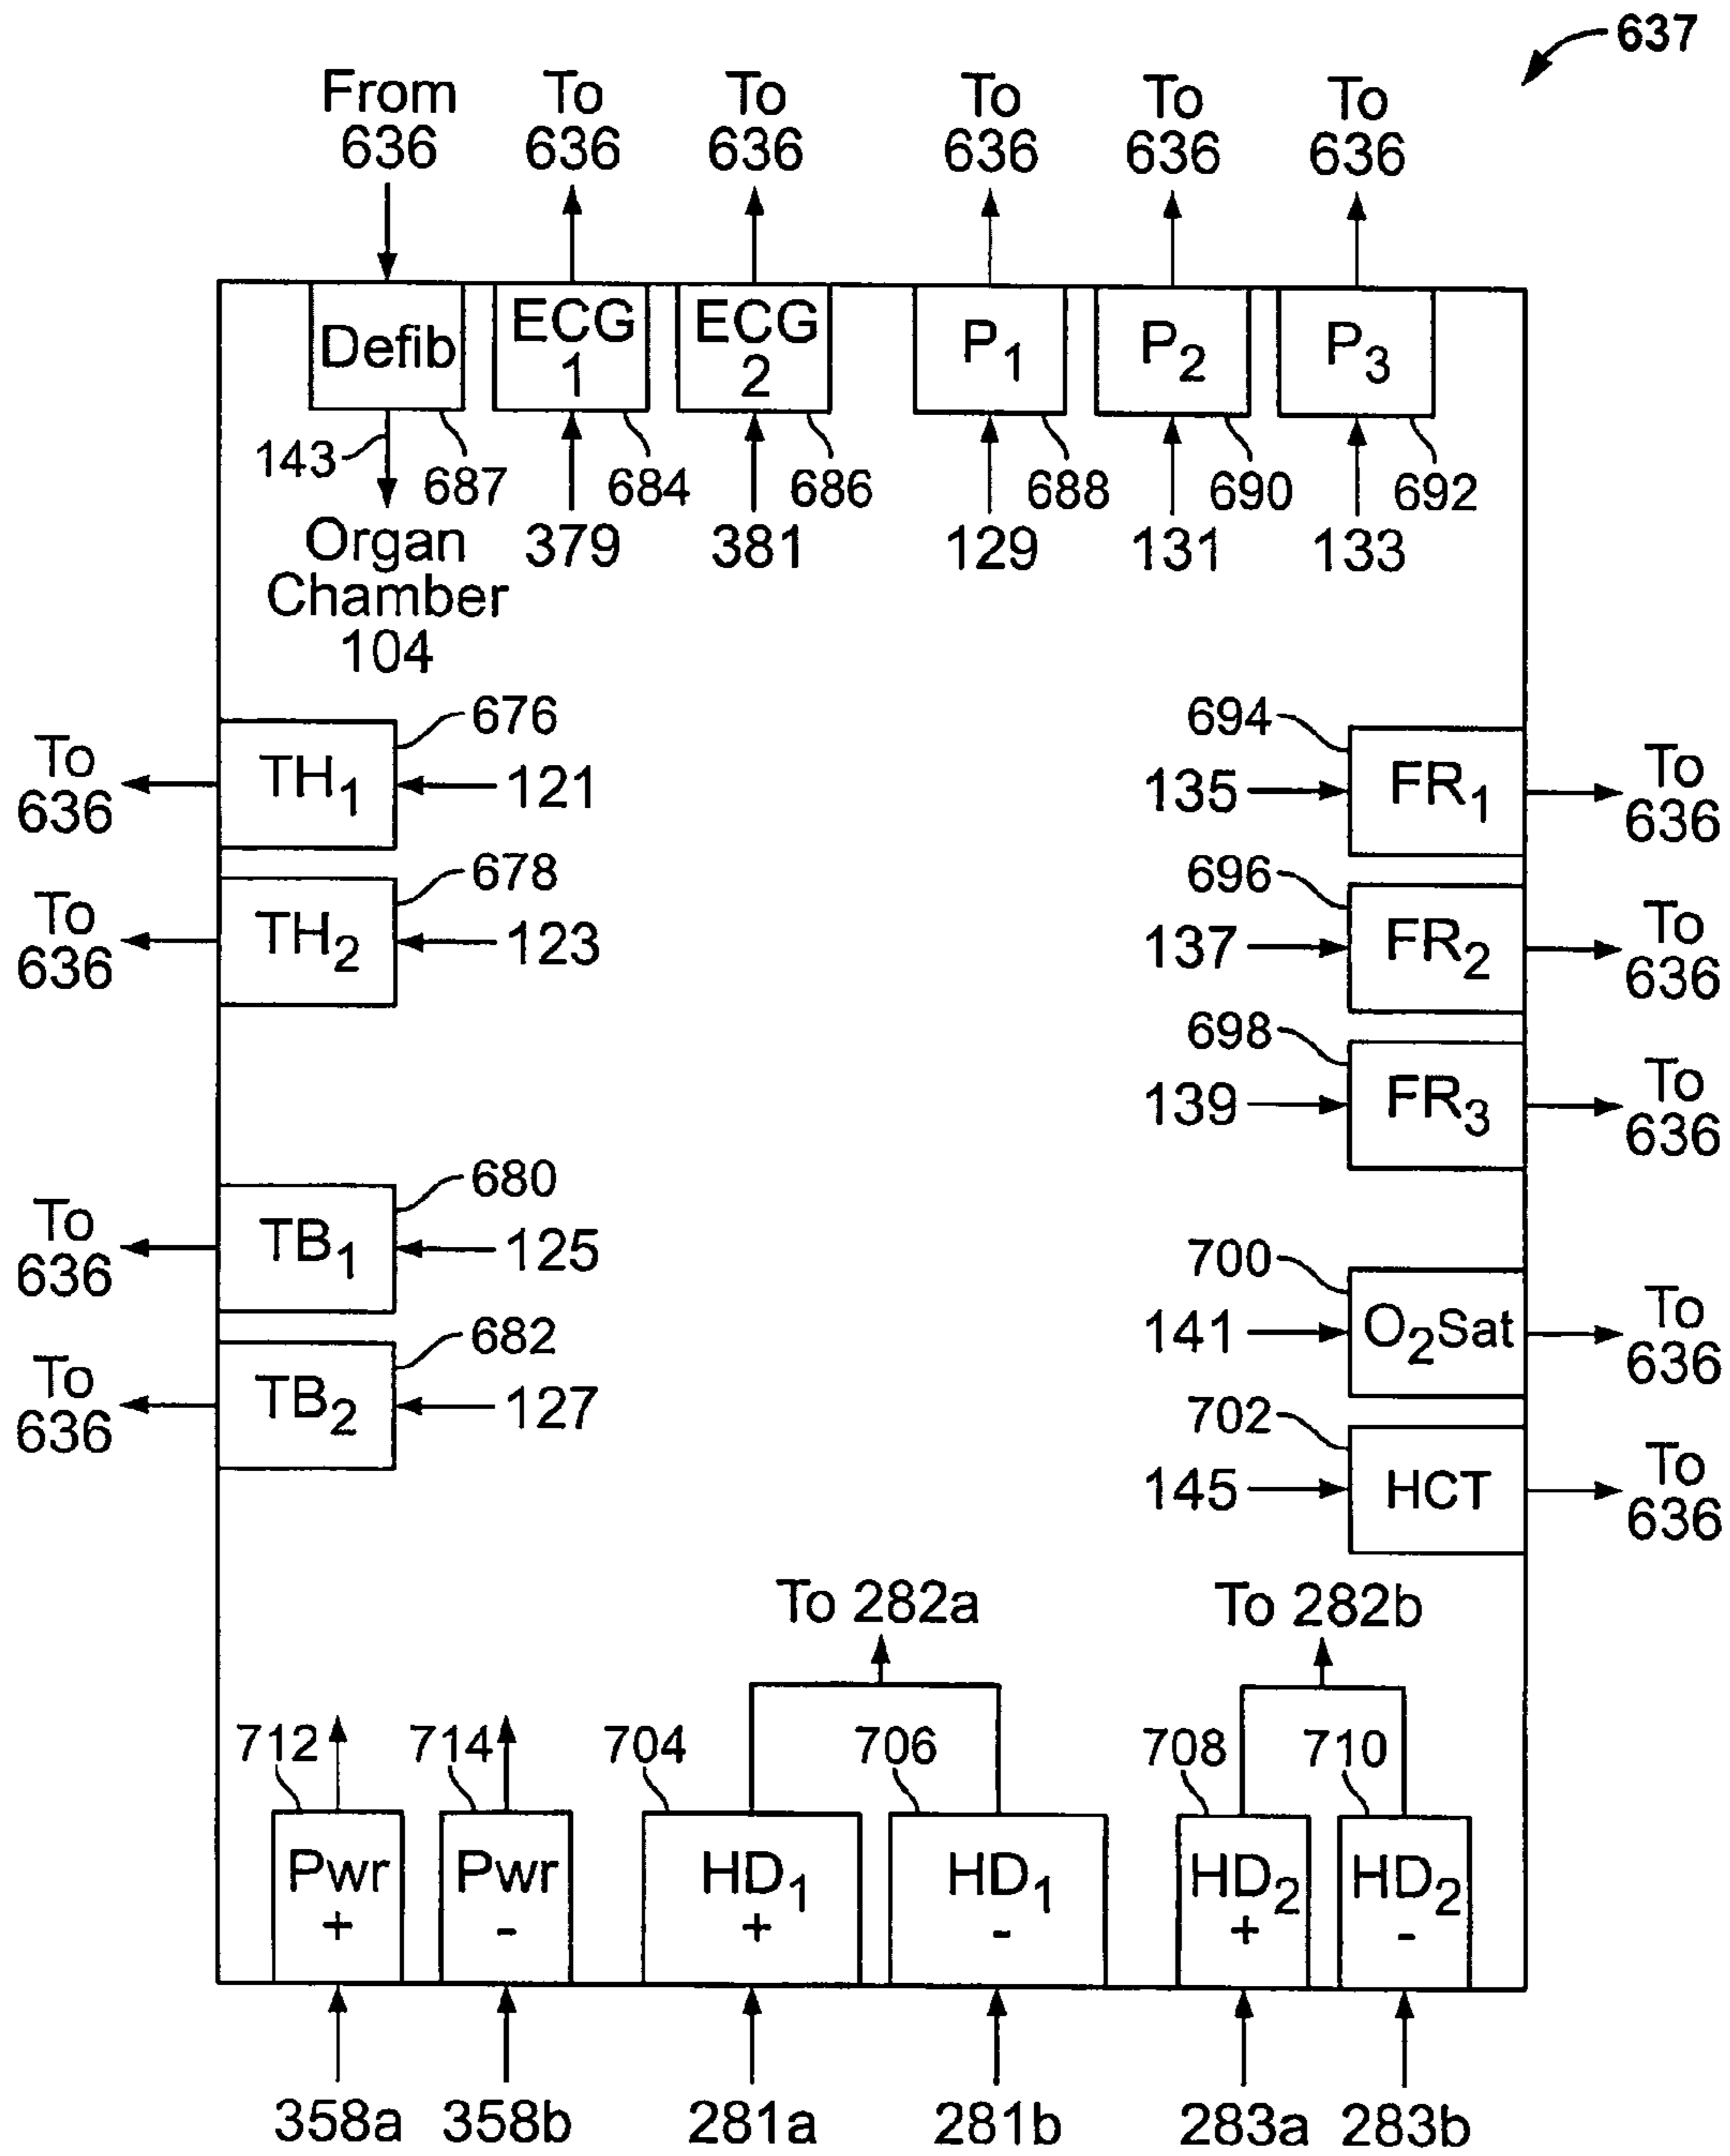 637
From
636
To
636
To
636
To
636
To
636
To
636
Defib
ECG
1
ECG
2
P1
P2
P3
143
687
684
686
688
690
692
Organ
Chamber
104
379
381
129
131
133
676
To
636
TH1
121
678
To
636
TH2
123
680
To
636
TB1
125
682
To
636
TB2
127
694
135
FR1
To
636
696
137
FR2
To
636
698
139
FR3
To
636
700
141
O2Sat
To
636
702
145
HCT
To
636
To 282a
To 282b
712
714
704
706
708
710
Pwr
+
Pwr
-
HD1
+
HD1
-
HD2
+
HD2
-
358a
358b
281a
281b
283a
283b